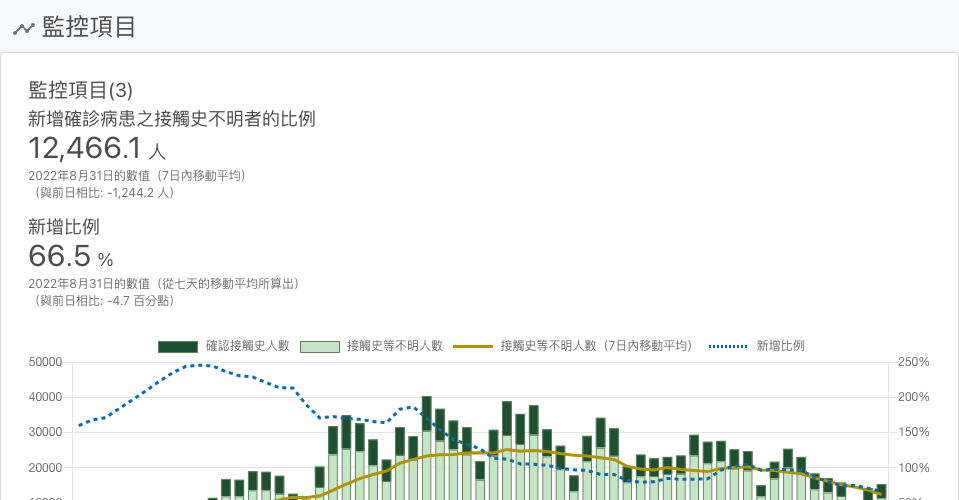 監控項目
監控項目(3)
新增確診病患之接觸史不明者的比例
12,466.1 人
2022年8月31日的數值（7日內移動平均）
（與前日相比: -1,244.2 人）
新增比例
66.5 %
2022年8月31日的數值（從七天的移動平均所算出）
（與前日相比: -4.7 百分點）
確認接觸史人數 接觸史等不明人數 接觸史等不明人數（7日內移動平均） 新增比例
50000 250%
40000 200%
30000 150%
20000 100%